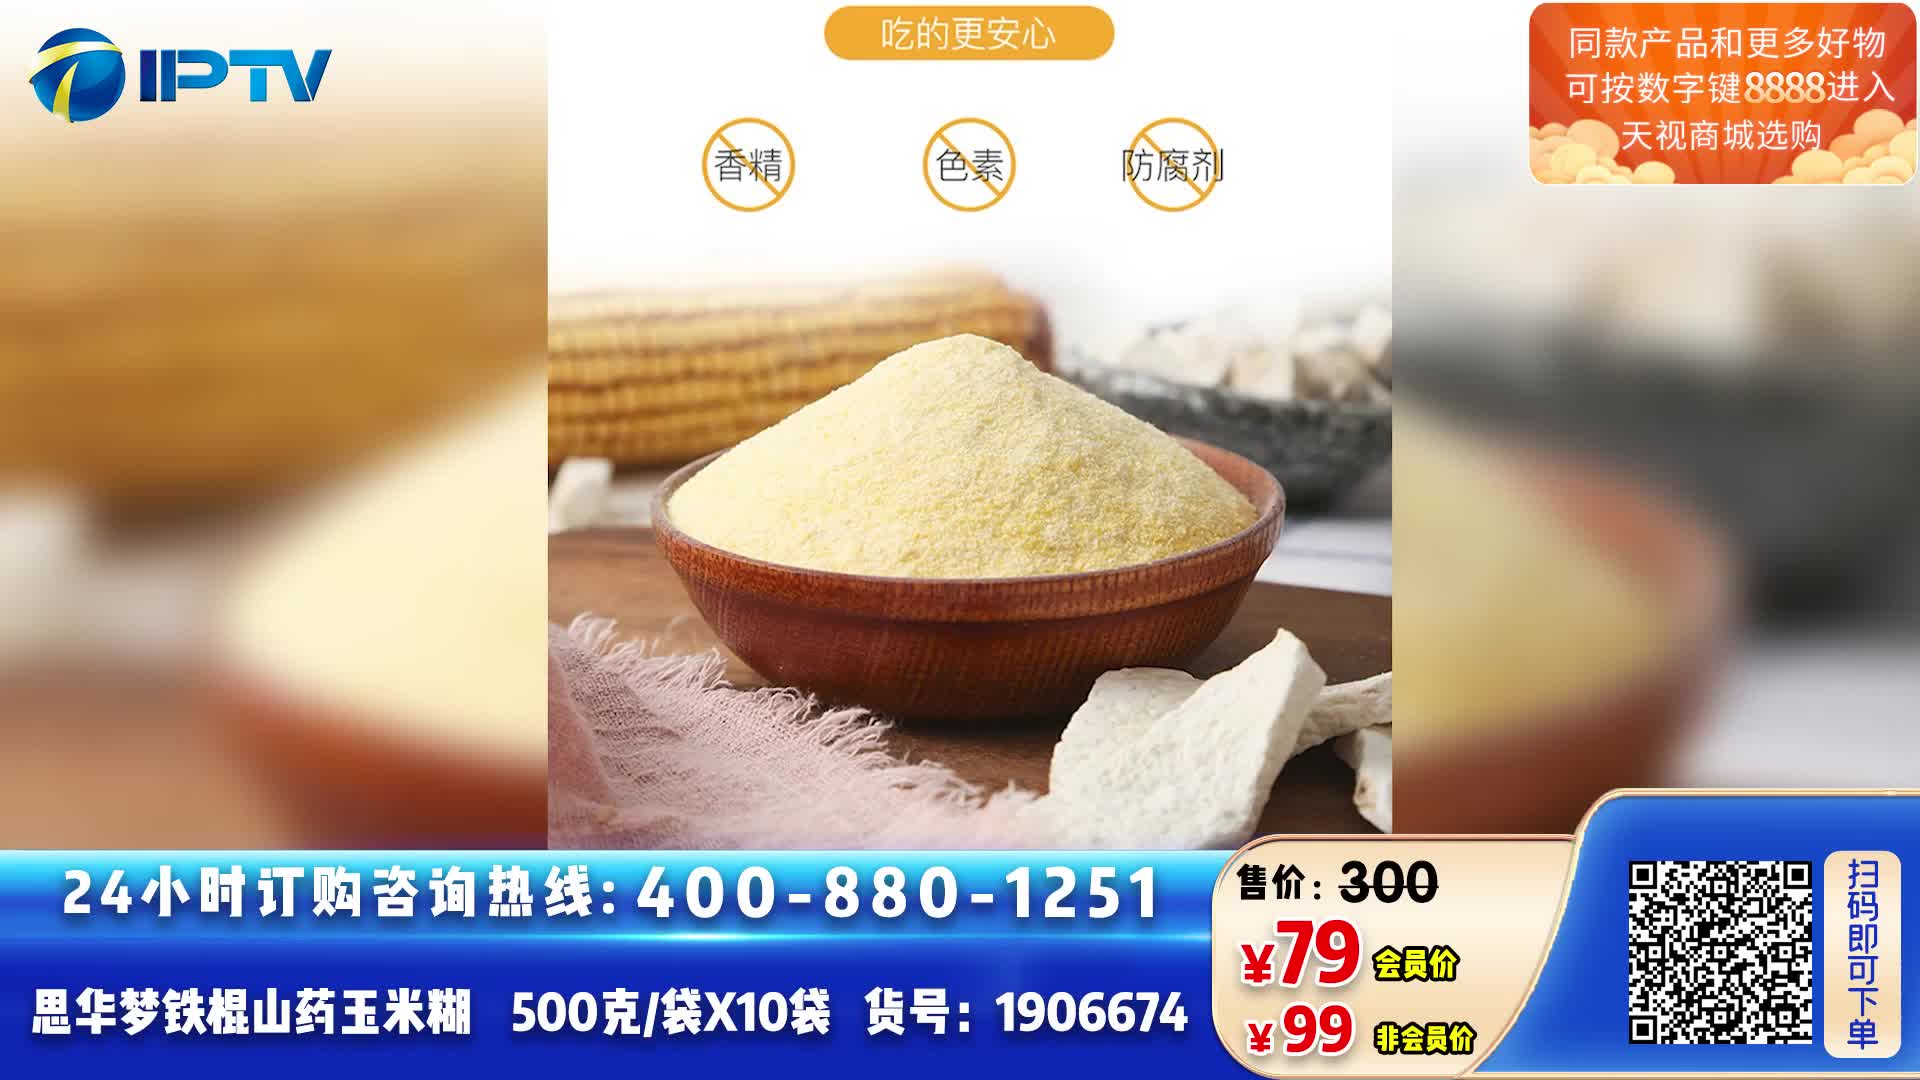 IPTV
吃的更安心
同款产品和更多好物
可按数字键8888进入
天视商城选购
香精
色素
防腐剂
24小时订购咨询热线:400-880-1251
思华梦铁棍山药玉米糊 500克/袋X10袋 货号:1906674
售价:300
¥79 会员价
¥99 非会员价
扫码即可下单